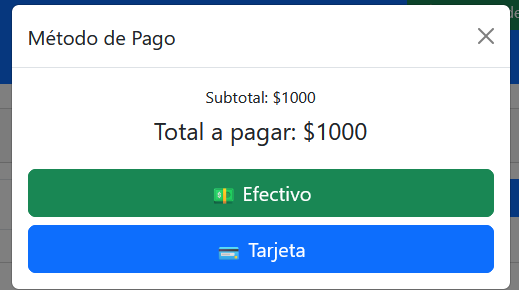 Método de Pago
Subtotal: $1000
Total a pagar: $1000
Efectivo
Tarjeta